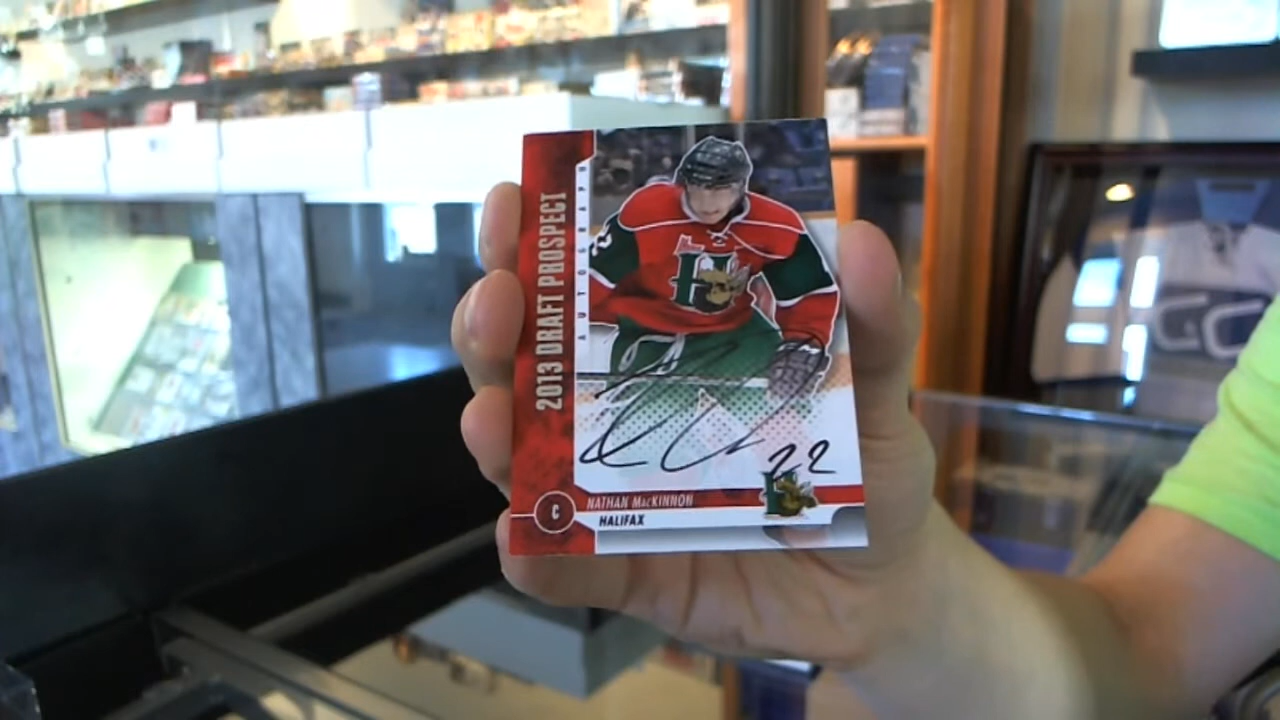 2013 DRAFT PROSPECT
AUTOGRAPH
H
22
C
NATHAN MacKINNON
HALIFAX